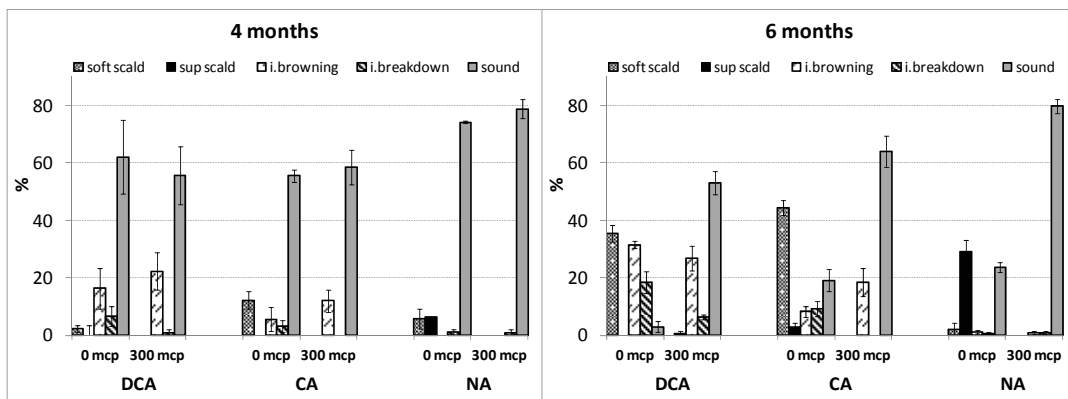 4 months
soft scald sup scald i.browning i.breakdown sound
80
60
40
20
0
%
0 mcp 300 mcp 0 mcp 300 mcp 0 mcp 300 mcp
DCA CA NA
6 months
soft scald sup scald i.browning i.breakdown sound
80
60
40
20
0
%
0 mcp 300 mcp 0 mcp 300 mcp 0 mcp 300 mcp
DCA CA NA